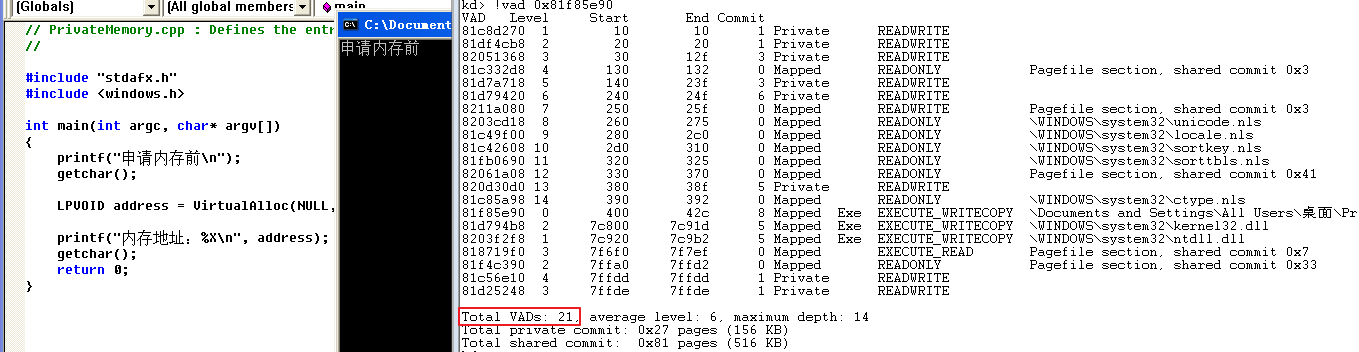 (Globals)
(All global members
main
// PrivateMemory.cpp : Defines the entr
//
#include "stdafx.h"
#include <windows.h>
int main(int argc, char* argv[])
{
printf("申请内存前\n");
getchar();
LPVOID address = VirtualAlloc(NULL,
printf("内存地址：%X\n", address);
getchar();
return 0;
}
C:\Document
申请内存前
kd> !vad 0x81f85e90
VAD Level Start End Commit
81c8d270 1 10 10 1 Private READWRITE
81df4cb8 2 20 20 1 Private READWRITE
82051368 3 30 12f 3 Private READWRITE
81c332d8 4 130 132 0 Mapped READONLY Pagefile section, shared commit 0x3
81d7a718 5 140 23f 3 Private READWRITE
81d79420 6 240 24f 6 Private READWRITE
8211a080 7 250 25f 0 Mapped READWRITE Pagefile section, shared commit 0x3
8203cd18 8 260 275 0 Mapped READONLY \WINDOWS\system32\unicode.nls
81c49f00 9 280 2c0 0 Mapped READONLY \WINDOWS\system32\locale.nls
81c42608 10 2d0 310 0 Mapped READONLY \WINDOWS\system32\sortkey.nls
81fb0690 11 320 325 0 Mapped READONLY \WINDOWS\system32\sorttbls.nls
82061a08 12 330 370 0 Mapped READONLY Pagefile section, shared commit 0x41
820d30d0 13 380 38f 5 Private READWRITE
81c85a98 14 390 392 0 Mapped READONLY \WINDOWS\system32\ctype.nls
81f85e90 0 400 42c 8 Mapped Exe EXECUTE_WRITECOPY \Documents and Settings\All Users\桌面\Pr
81d794b8 2 7c800 7c91d 5 Mapped Exe EXECUTE_WRITECOPY \WINDOWS\system32\kernel32.dll
8203f2f8 1 7c920 7c9b2 5 Mapped Exe EXECUTE_WRITECOPY \WINDOWS\system32\ntdll.dll
818719f0 3 7f6f0 7f7ef 0 Mapped EXECUTE_READ Pagefile section, shared commit 0x7
81f4c390 2 7ffa0 7ffd2 0 Mapped READONLY Pagefile section, shared commit 0x33
81c56e10 4 7ffdd 7ffdd 1 Private READWRITE
81d25248 3 7ffde 7ffde 1 Private READWRITE
Total VADs: 21, average level: 6, maximum depth: 14
Total private commit: 0x27 pages (156 KB)
Total shared commit: 0x81 pages (516 KB)